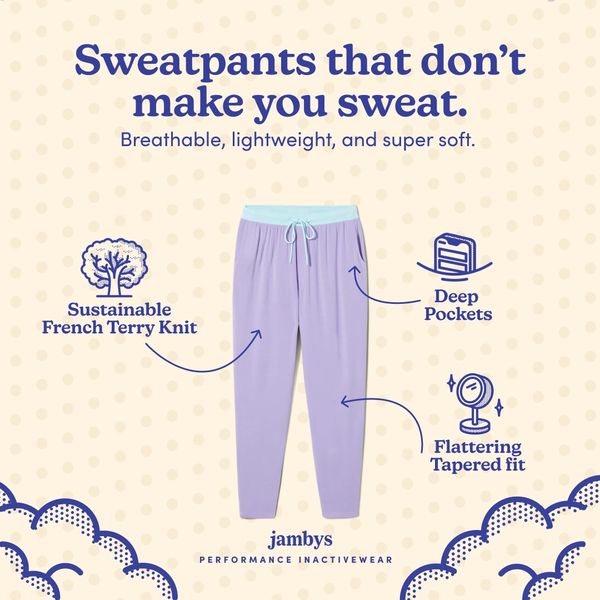 Sweatpants that don't
make you sweat.
Breathable, lightweight, and super soft.
Sustainable
French Terry Knit
Deep
Pockets
Flattering
Tapered fit
jambys
PERFORMANCE INACTIVEWEAR